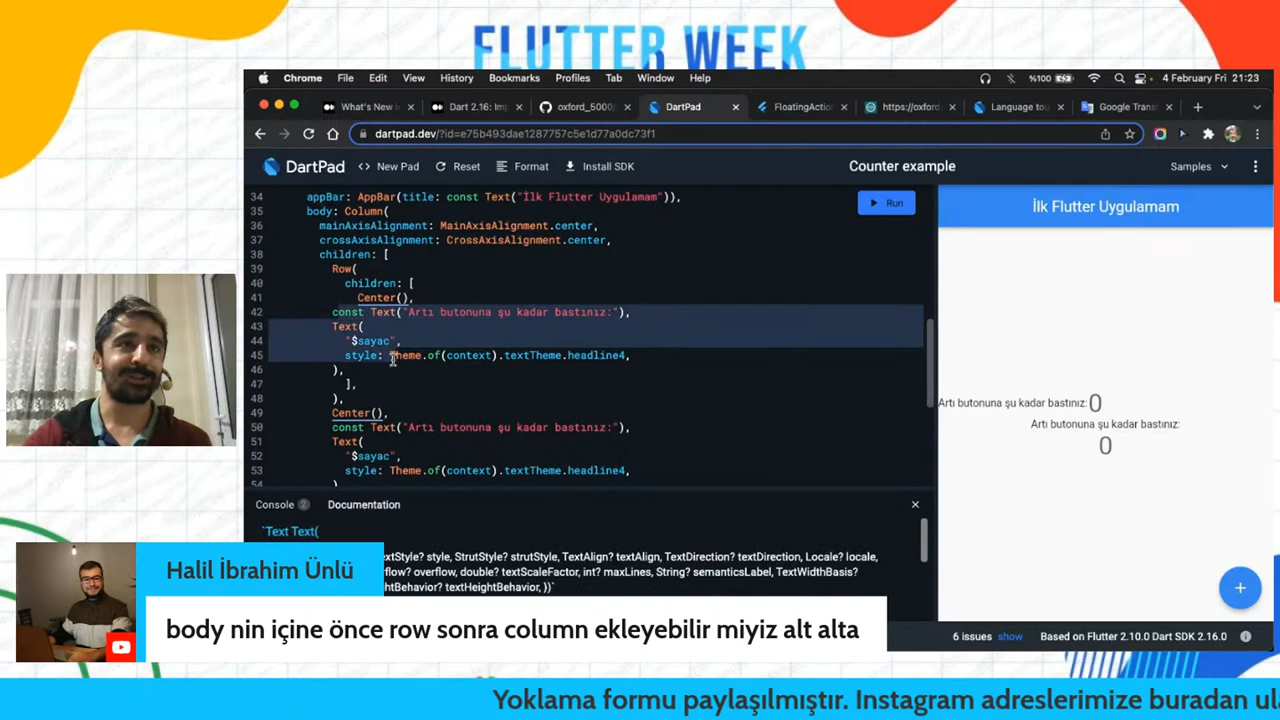 FLUTTER WEEK
Chrome File Edit View History Bookmarks Profiles Tab Window Help
%100 4 February Fri 21:23
What's New i
Dart 2.16: Imp
oxford_5000/
DartPad
FloatingActio
https://oxford
Language tou
Google Trans
dartpad.dev/?id=e75b493dae1287757c5e1d77a0dc73f1
DartPad
<> New Pad
Reset
Format
Install SDK
Counter example
Samples
34 appBar: AppBar(title: const Text("İlk Flutter Uygulamam")),
35 body: Column(
36 mainAxisAlignment: MainAxisAlignment.center,
37 crossAxisAlignment: CrossAxisAlignment.center,
38 children: [
39 Row(
40 children: [
41 Center(),
42 const Text("Artı butonuna şu kadar bastınız:"),
43 Text(
44 "$sayac",
45 style: Theme.of(context).textTheme.headline4,
46 ),
47 ],
48 ),
49 Center(),
50 const Text("Artı butonuna şu kadar bastınız:"),
51 Text(
52 "$sayac",
53 style: Theme.of(context).textTheme.headline4,
54 )
Run
İlk Flutter Uygulamam
Artı butonuna şu kadar bastınız: 0
Artı butonuna şu kadar bastınız:
0
+
Console 2
Documentation
`Text Text(
extStyle? style, StrutStyle? strutStyle, TextAlign? textAlign, TextDirection? textDirection, Locale? locale,
rflow? overflow, double? textScaleFactor, int? maxLines, String? semanticsLabel, TextWidthBasis?
ghtBehavior? textHeightBehavior, })`
6 issues show
Based on Flutter 2.10.0 Dart SDK 2.16.0
Halil İbrahim Ünlü
body nin içine önce row sonra column ekleyebilir miyiz alt alta
Yoklama formu paylaşılmıştır. Instagram adreslerimize buradan ula